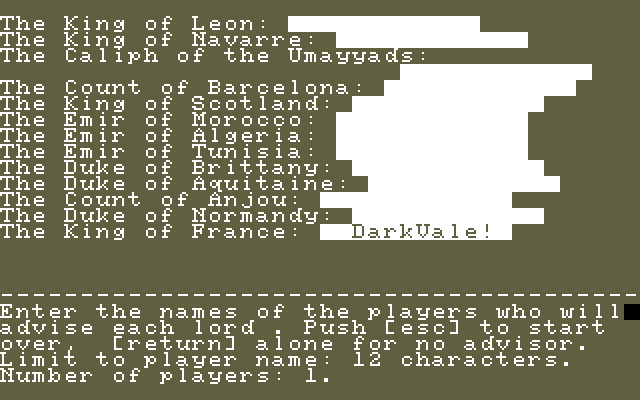 The King of Leon:
The King of Navarre:
The Caliph of the Umayyads:
The Count of Barcelona:
The King of Scotland:
The Emir of Morocco:
The Emir of Algeria:
The Emir of Tunisia:
The Duke of Brittany:
The Duke of Aquitaine:
The Count of Anjou:
The Duke of Normandy:
The King of France: DarkVale!
Enter the names of the players who will
advise each lord . Push [esc] to start
over, [return] alone for no advisor.
Limit to player name: 12 characters.
Number of players: 1.